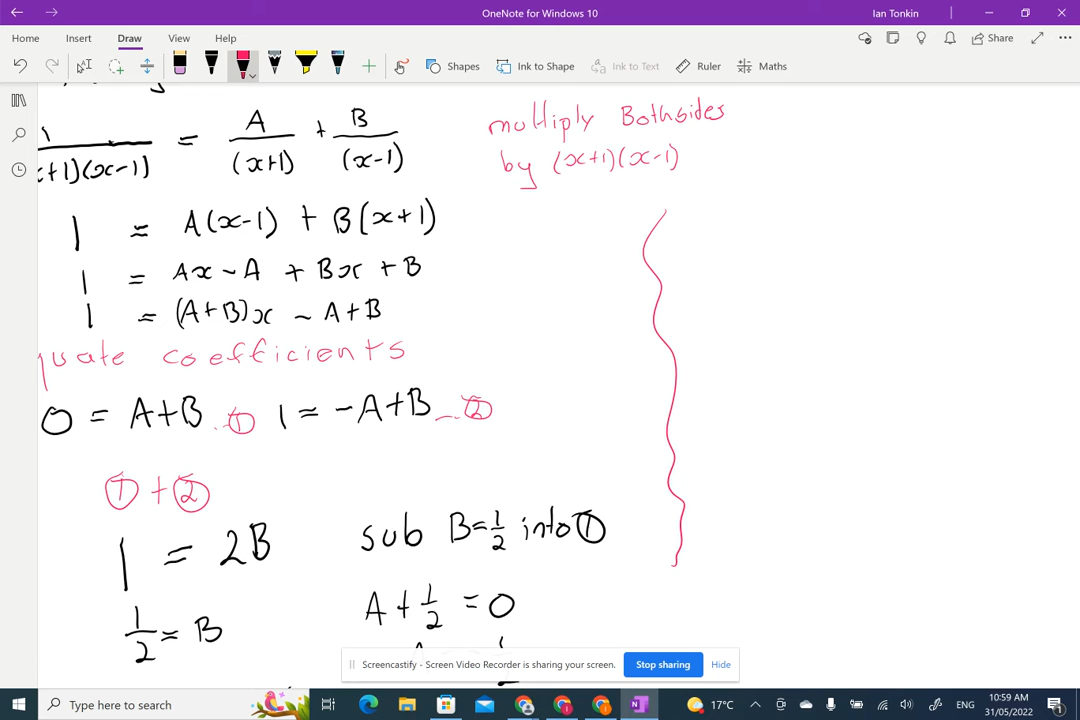 OneNote for Windows 10
Ian Tonkin
Home Insert Draw View Help
Share
Shapes Ink to Shape Ink to Text Ruler Maths
1/(x+1)(x-1) = A/(x+1) + B/(x-1)
multiply Bothsides
by (x+1)(x-1)
1 = A(x-1) + B(x+1)
1 = Ax - A + Bx + B
1 = (A+B)x - A+B
quate coefficients
0 = A+B --① 1 = -A+B --②
① + ②
1 = 2B
sub B=1/2 into ①
1/2 = B
A + 1/2 = 0
Screencastify - Screen Video Recorder is sharing your screen.
Stop sharing
Hide
Type here to search
17°C
ENG
10:59 AM
31/05/2022